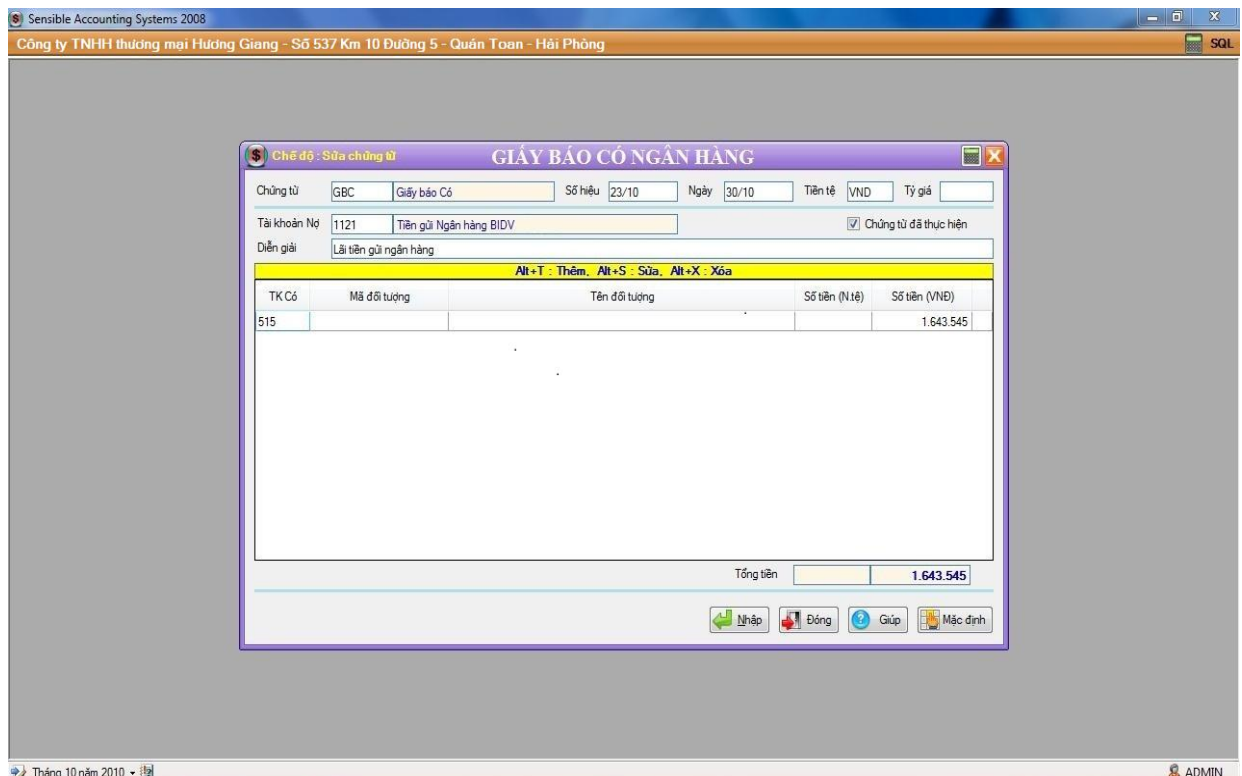 Sensible Accounting Systems 2008
Công ty TNHH thương mại Hương Giang - Số 537 Km 10 Đường 5 - Quán Toan - Hải Phòng SQL
Chế độ : Sửa chứng từ GIẤY BÁO CÓ NGÂN HÀNG
Chứng từ GBC Giấy báo Có Số hiệu 23/10 Ngày 30/10 Tiền tệ VND Tỷ giá
Tài khoản Nợ 1121 Tiền gửi Ngân hàng BIDV Chứng từ đã thực hiện
Diễn giải Lãi tiền gửi ngân hàng
Alt+T : Thêm, Alt+S : Sửa, Alt+X : Xóa
TK Có Mã đối tượng Tên đối tượng Số tiền (N.tệ) Số tiền (VNĐ)
515 1.643.545
Tổng tiền 1.643.545
Nhập Đóng Giúp Mặc định
Tháng 10 năm 2010 ADMIN